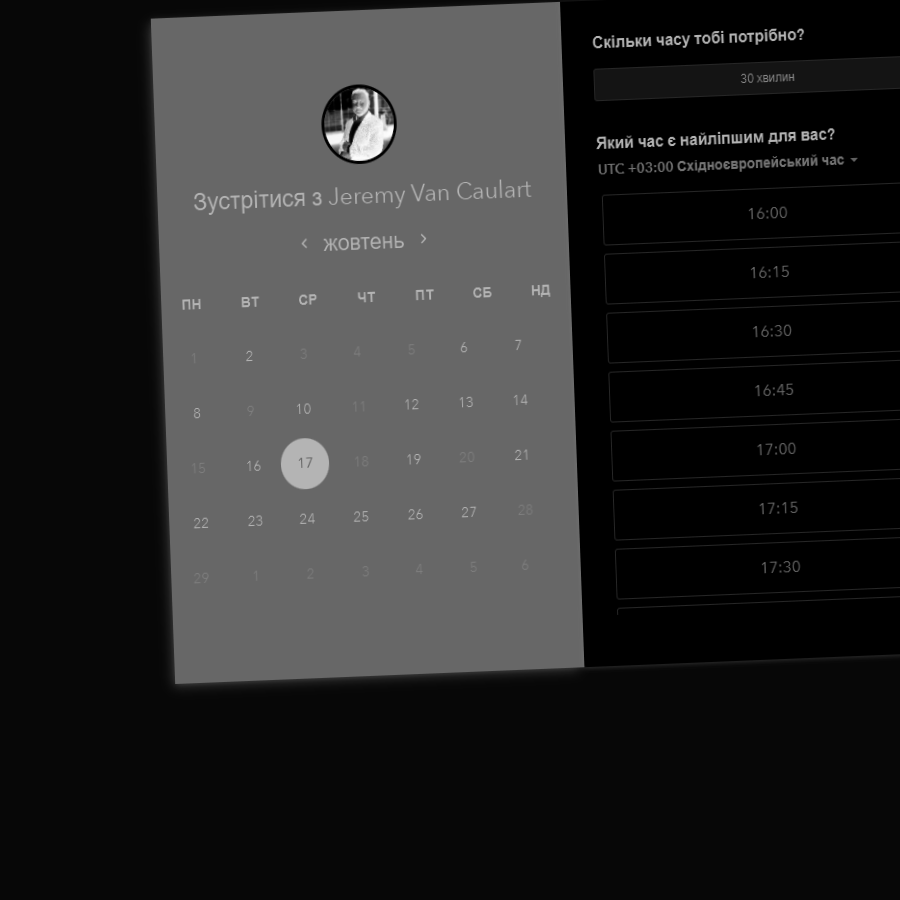 Зустрітися з Jeremy Van Caulart
‹ жовтень ›
ПН ВТ СР ЧТ ПТ СБ НД
1 2 3 4 5 6 7
8 9 10 11 12 13 14
15 16 17 18 19 20 21
22 23 24 25 26 27 28
29 1 2 3 4 5 6
Скільки часу тобі потрібно?
30 хвилин
Який час є найліпшим для вас?
UTC +03:00 Східноєвропейський час
16:00
16:15
16:30
16:45
17:00
17:15
17:30